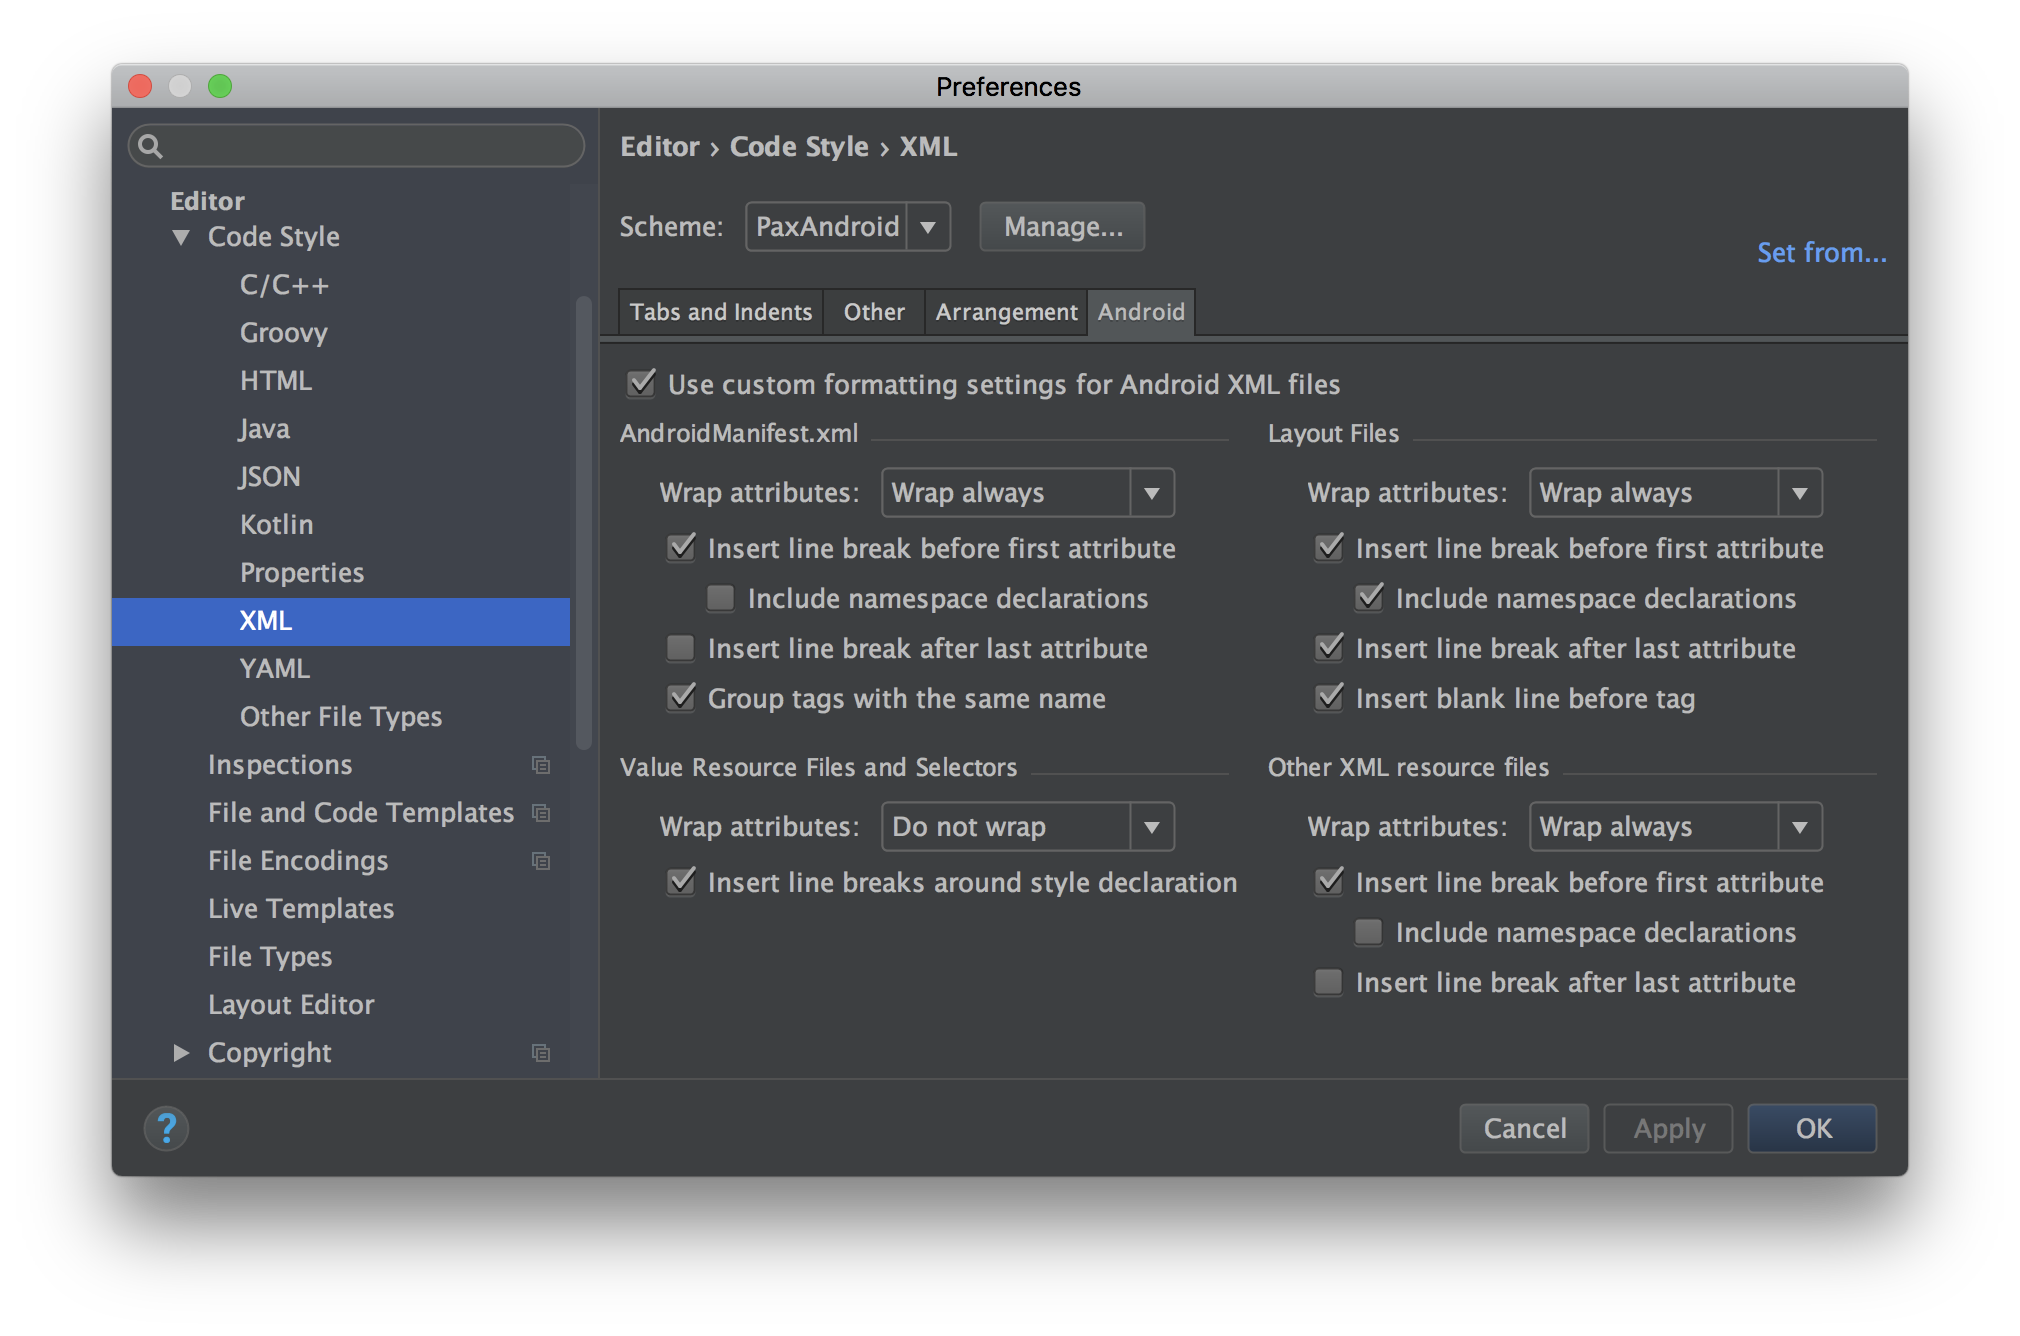 Preferences
Editor
Code Style
C/C++
Groovy
HTML
Java
JSON
Kotlin
Properties
XML
YAML
Other File Types
Inspections
File and Code Templates
File Encodings
Live Templates
File Types
Layout Editor
Copyright
Editor › Code Style › XML
Scheme: PaxAndroid Manage...
Set from...
Tabs and Indents Other Arrangement Android
Use custom formatting settings for Android XML files
AndroidManifest.xml
Wrap attributes: Wrap always
Insert line break before first attribute
Include namespace declarations
Insert line break after last attribute
Group tags with the same name
Layout Files
Wrap attributes: Wrap always
Insert line break before first attribute
Include namespace declarations
Insert line break after last attribute
Insert blank line before tag
Value Resource Files and Selectors
Wrap attributes: Do not wrap
Insert line breaks around style declaration
Other XML resource files
Wrap attributes: Wrap always
Insert line break before first attribute
Include namespace declarations
Insert line break after last attribute
? Cancel Apply OK